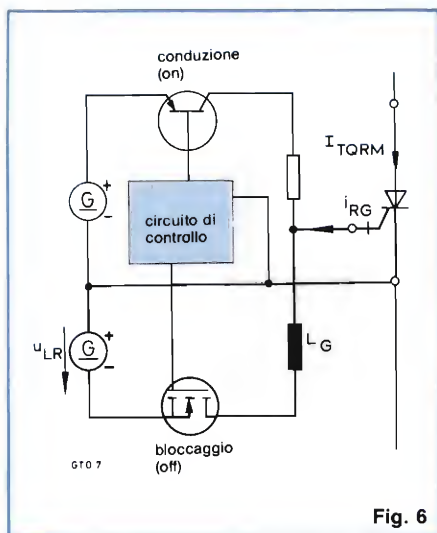 conduzione
(on)
I TQRM
i RG
G
+
-
circuito di
controllo
u LR
G
+
-
L G
bloccaggio
(off)
GTO 7
Fig. 6